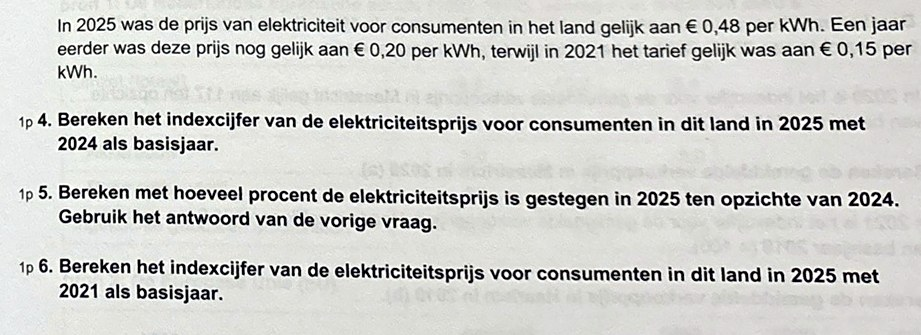 In 2025 was de prijs van elektriciteit voor consumenten in het land gelijk aan € 0,48 per kWh. Een jaar
eerder was deze prijs nog gelijk aan € 0,20 per kWh, terwijl in 2021 het tarief gelijk was aan € 0,15 per
kWh.
1p 4. Bereken het indexcijfer van de elektriciteitsprijs voor consumenten in dit land in 2025 met
2024 als basisjaar.
1p 5. Bereken met hoeveel procent de elektriciteitsprijs is gestegen in 2025 ten opzichte van 2024.
Gebruik het antwoord van de vorige vraag.
1p 6. Bereken het indexcijfer van de elektriciteitsprijs voor consumenten in dit land in 2025 met
2021 als basisjaar.